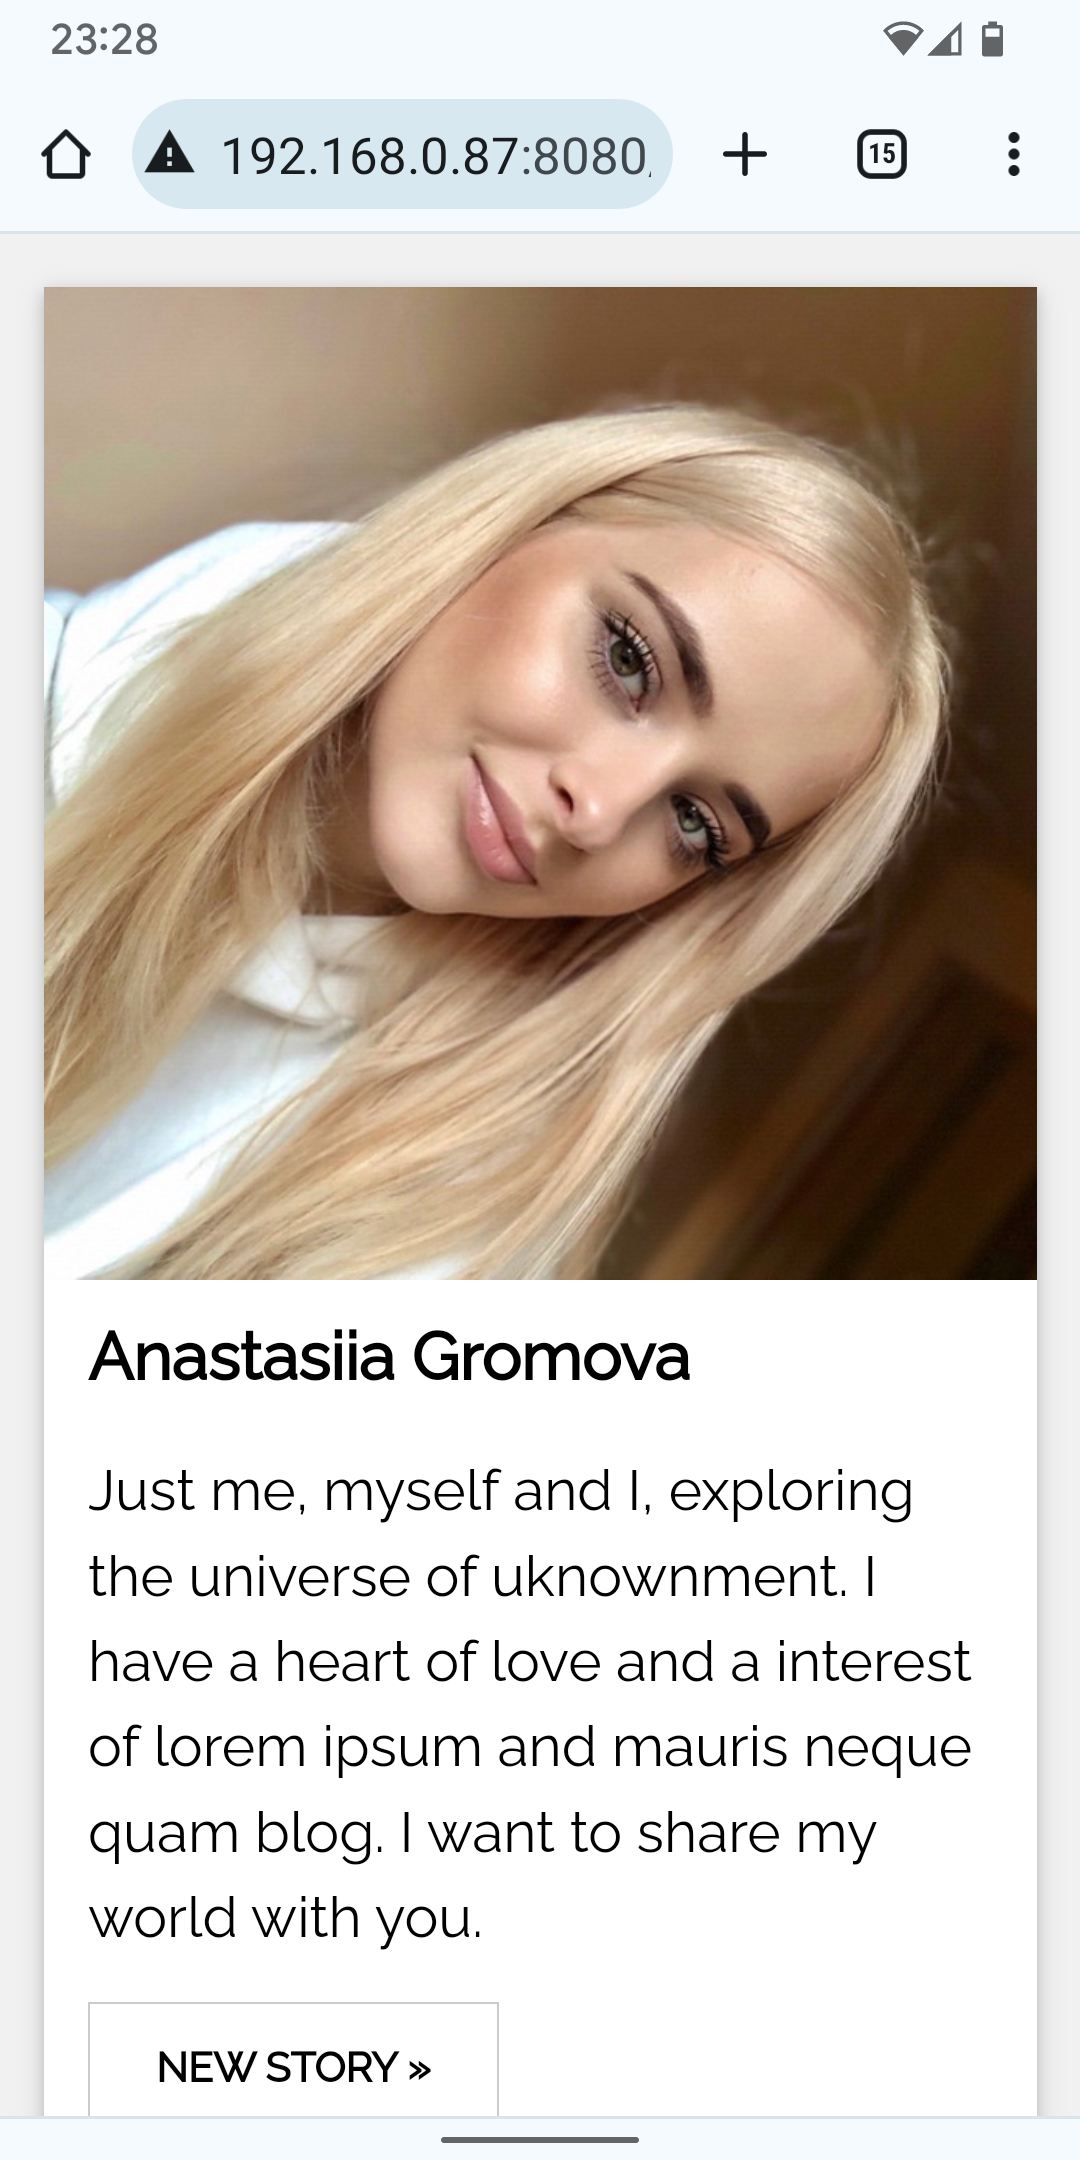 23:28
192.168.0.87:8080
15
Anastasiia Gromova
Just me, myself and I, exploring
the universe of uknownment. I
have a heart of love and a interest
of lorem ipsum and mauris neque
quam blog. I want to share my
world with you.
NEW STORY »